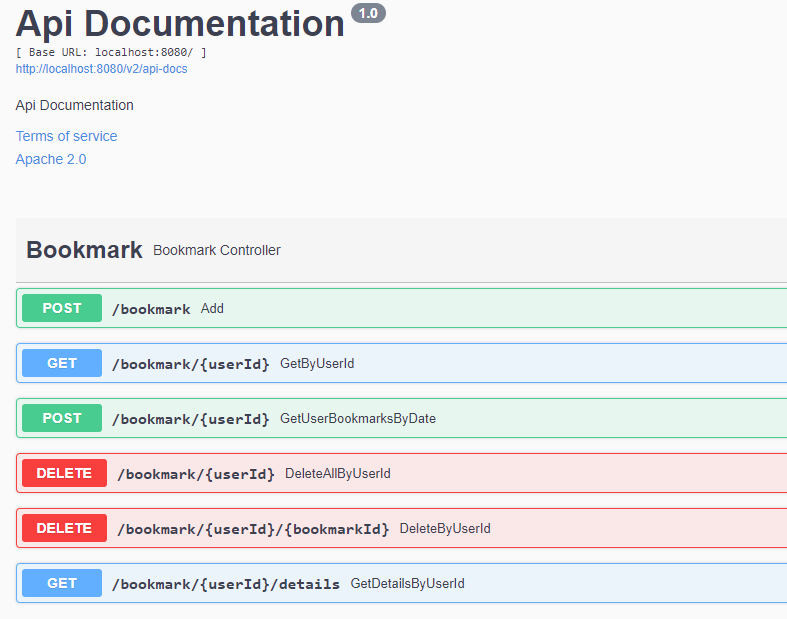 Api Documentation 1.0
[ Base URL: localhost:8080/ ]
http://localhost:8080/v2/api-docs
Api Documentation
Terms of service
Apache 2.0
Bookmark Bookmark Controller
POST /bookmark Add
GET /bookmark/{userId} GetByUserId
POST /bookmark/{userId} GetUserBookmarksByDate
DELETE /bookmark/{userId} DeleteAllByUserId
DELETE /bookmark/{userId}/{bookmarkId} DeleteByUserId
GET /bookmark/{userId}/details GetDetailsByUserId